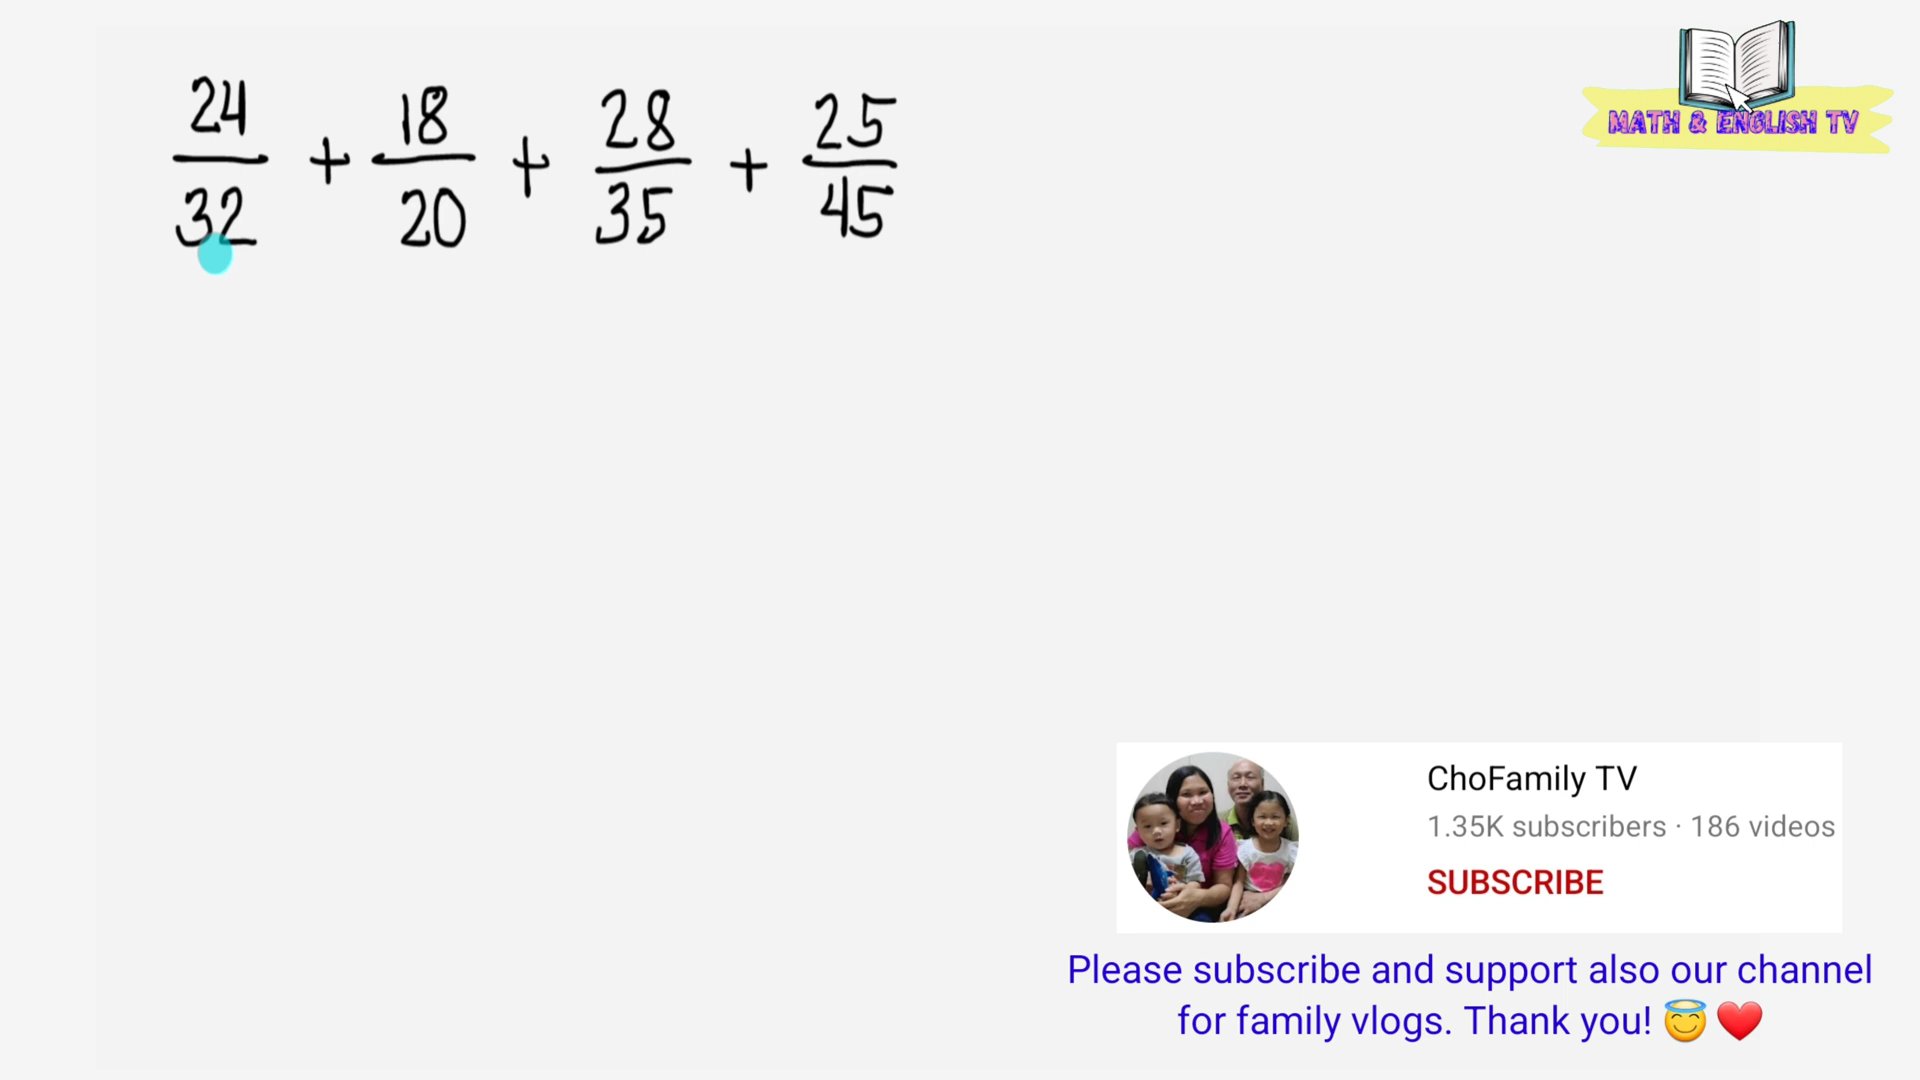 24/32 + 18/20 + 28/35 + 25/45
MATH & ENGLISH TV
ChoFamily TV
1.35K subscribers · 186 videos
SUBSCRIBE
Please subscribe and support also our channel
for family vlogs. Thank you! 😇 ❤️